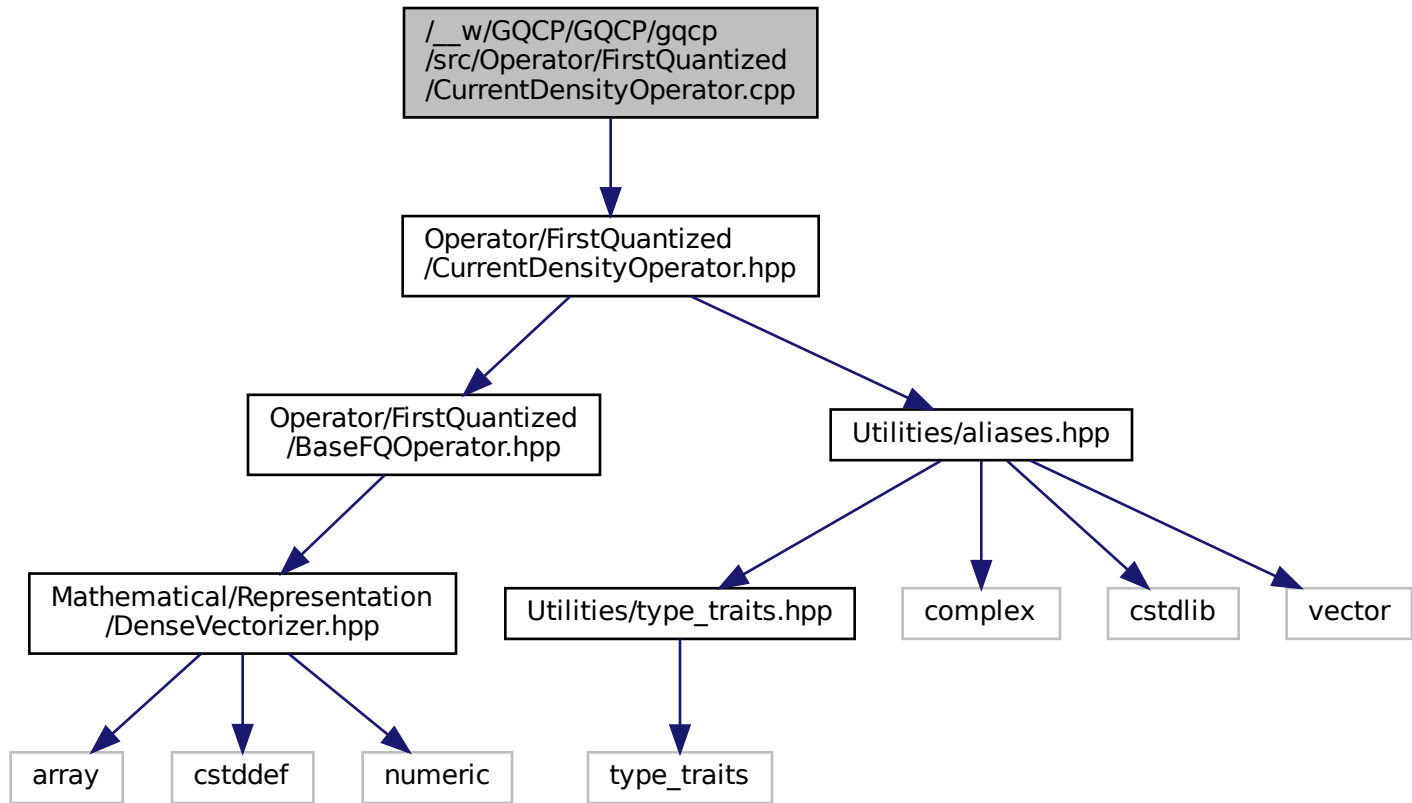 /__w/GQCP/GQCP/gqcp
/src/Operator/FirstQuantized
/CurrentDensityOperator.cpp
Operator/FirstQuantized
/CurrentDensityOperator.hpp
Operator/FirstQuantized
/BaseFQOperator.hpp
Utilities/aliases.hpp
Mathematical/Representation
/DenseVectorizer.hpp
Utilities/type_traits.hpp
complex
cstdlib
vector
array
cstddef
numeric
type_traits